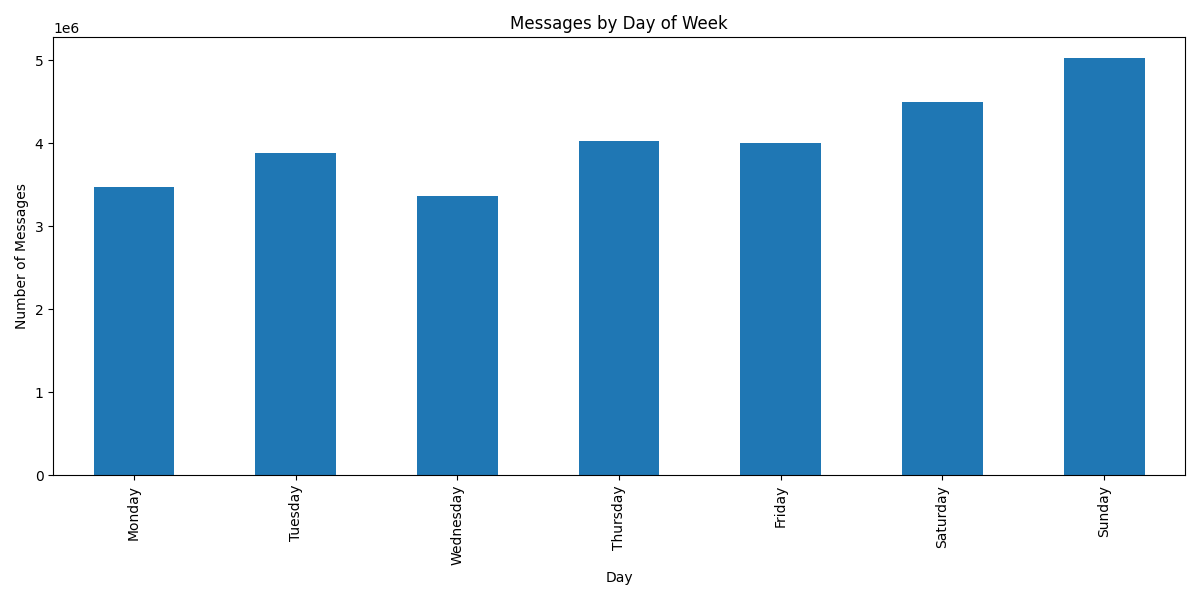 Messages by Day of Week
1e6
5
4
3
2
1
0
Number of Messages
Monday
Tuesday
Wednesday
Thursday
Friday
Saturday
Sunday
Day